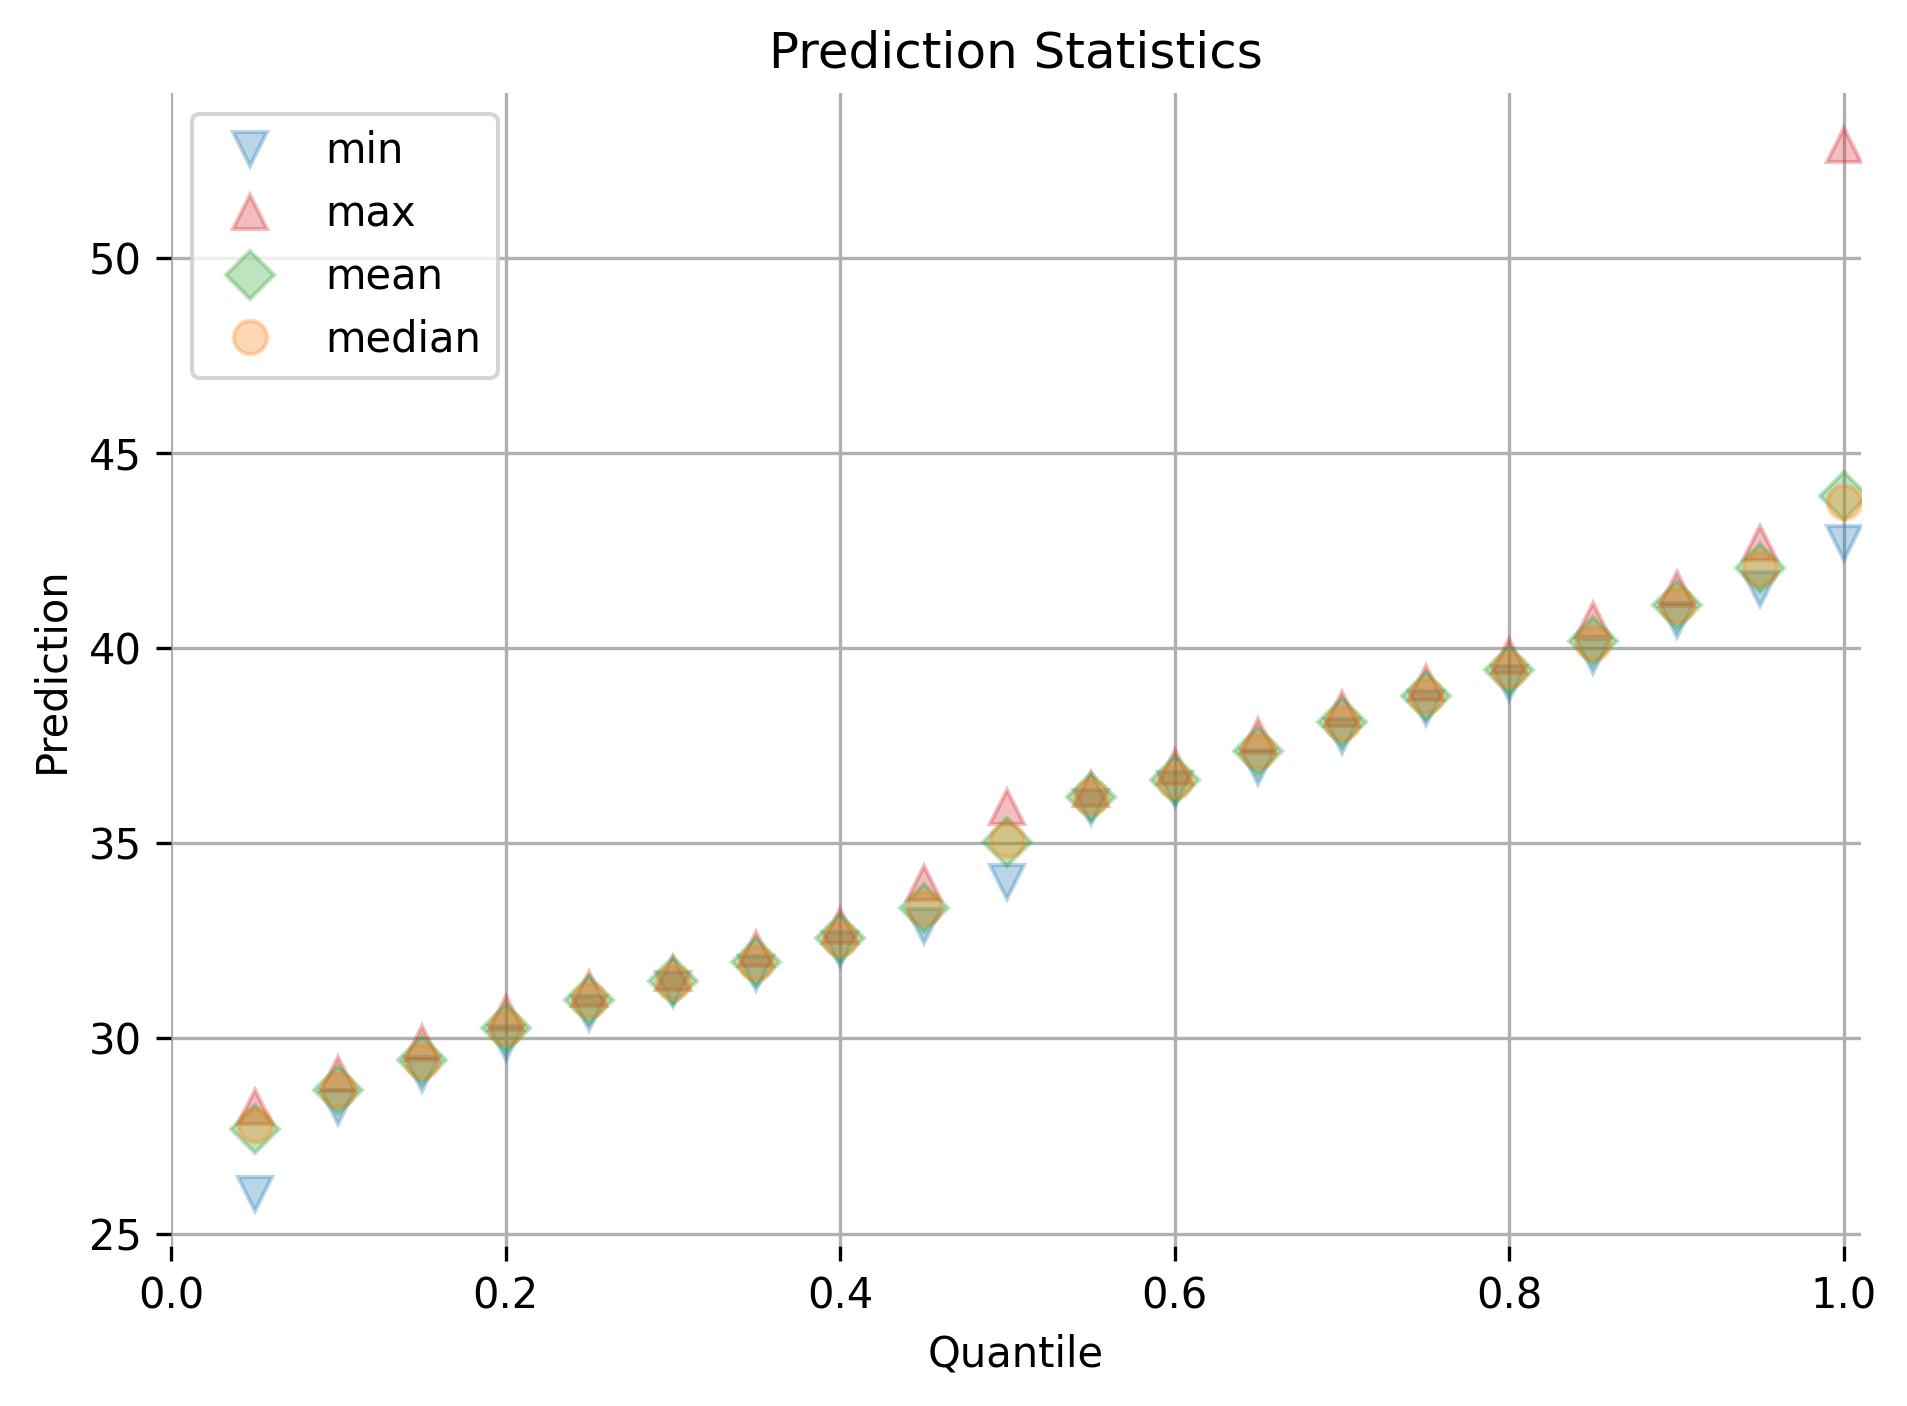 Prediction Statistics
min
max
mean
median
50
45
40
35
30
25
Prediction
0.0 0.2 0.4 0.6 0.8 1.0
Quantile